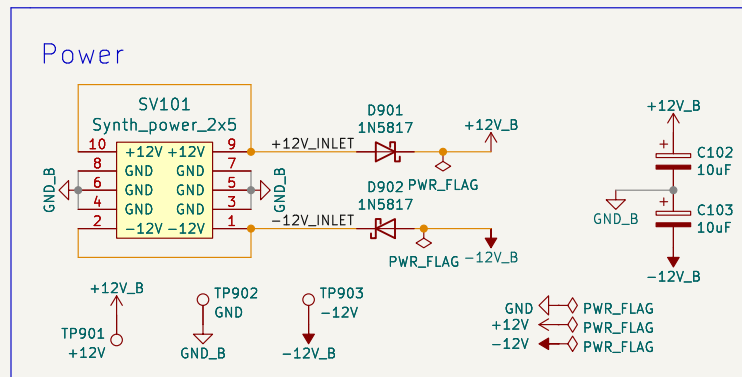 Power
SV101
Synth_power_2x5
10 +12V +12V 9
8 GND GND 7
6 GND GND 5
4 GND GND 3
2 -12V -12V 1
GND_B
GND_B
+12V_INLET
D901
1N5817
+12V_B
PWR_FLAG
-12V_INLET
D902
1N5817
PWR_FLAG
-12V_B
+12V_B
C102
10uF
GND_B
C103
10uF
-12V_B
+12V_B
TP901
+12V
TP902
GND
GND_B
TP903
-12V
-12V_B
GND PWR_FLAG
+12V PWR_FLAG
-12V PWR_FLAG